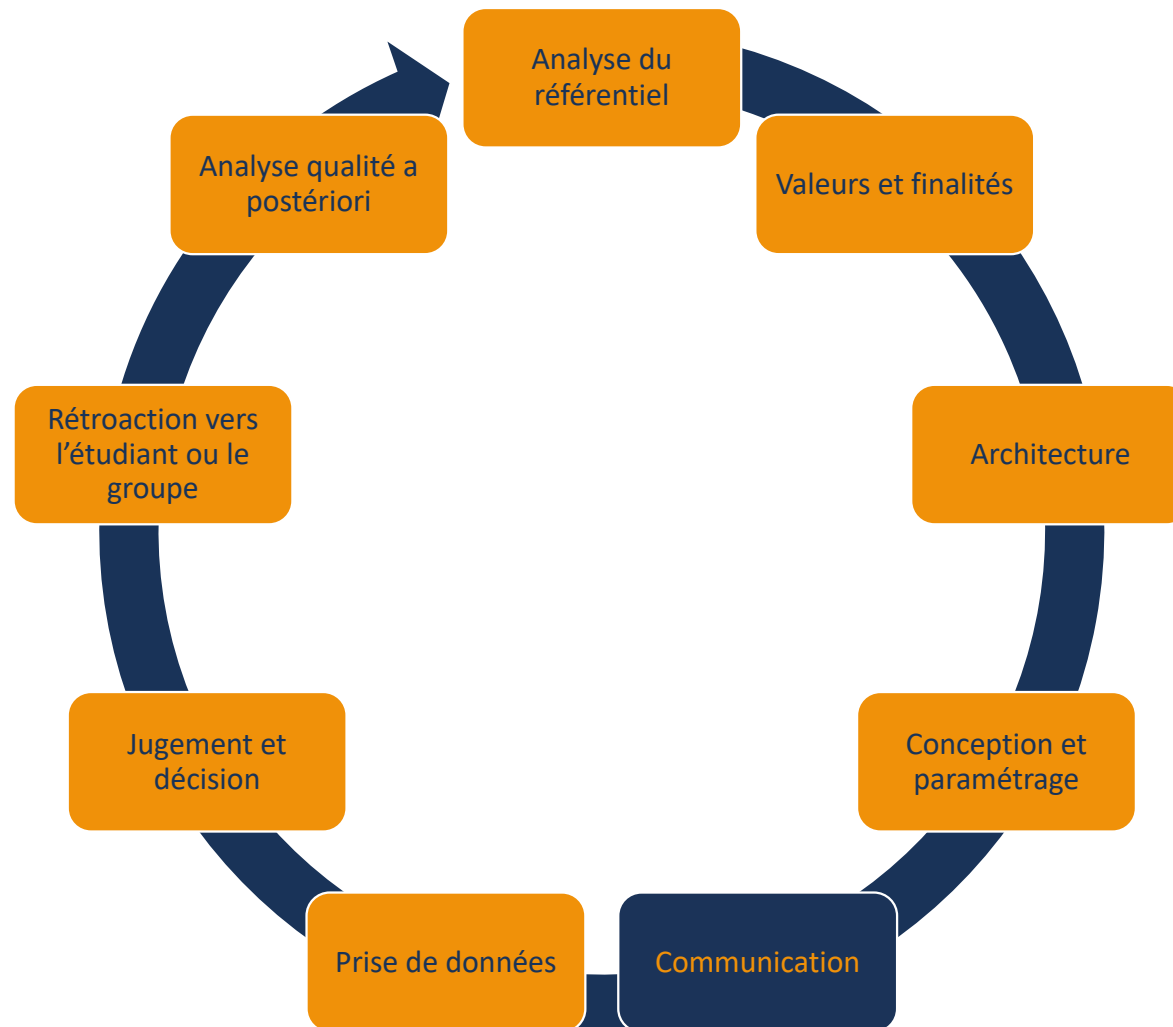 Analyse du
référentiel
Valeurs et finalités
Architecture
Conception et
paramétrage
Communication
Prise de données
Jugement et
décision
Rétroaction vers
l’étudiant ou le
groupe
Analyse qualité a
postériori